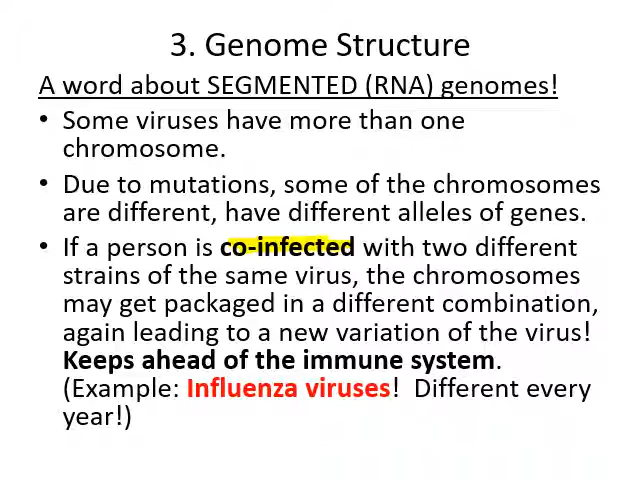 3. Genome Structure
A word about SEGMENTED (RNA) genomes!
• Some viruses have more than one
chromosome.
• Due to mutations, some of the chromosomes
are different, have different alleles of genes.
• If a person is co-infected with two different
strains of the same virus, the chromosomes
may get packaged in a different combination,
again leading to a new variation of the virus!
Keeps ahead of the immune system.
(Example: Influenza viruses!  Different every
year!)